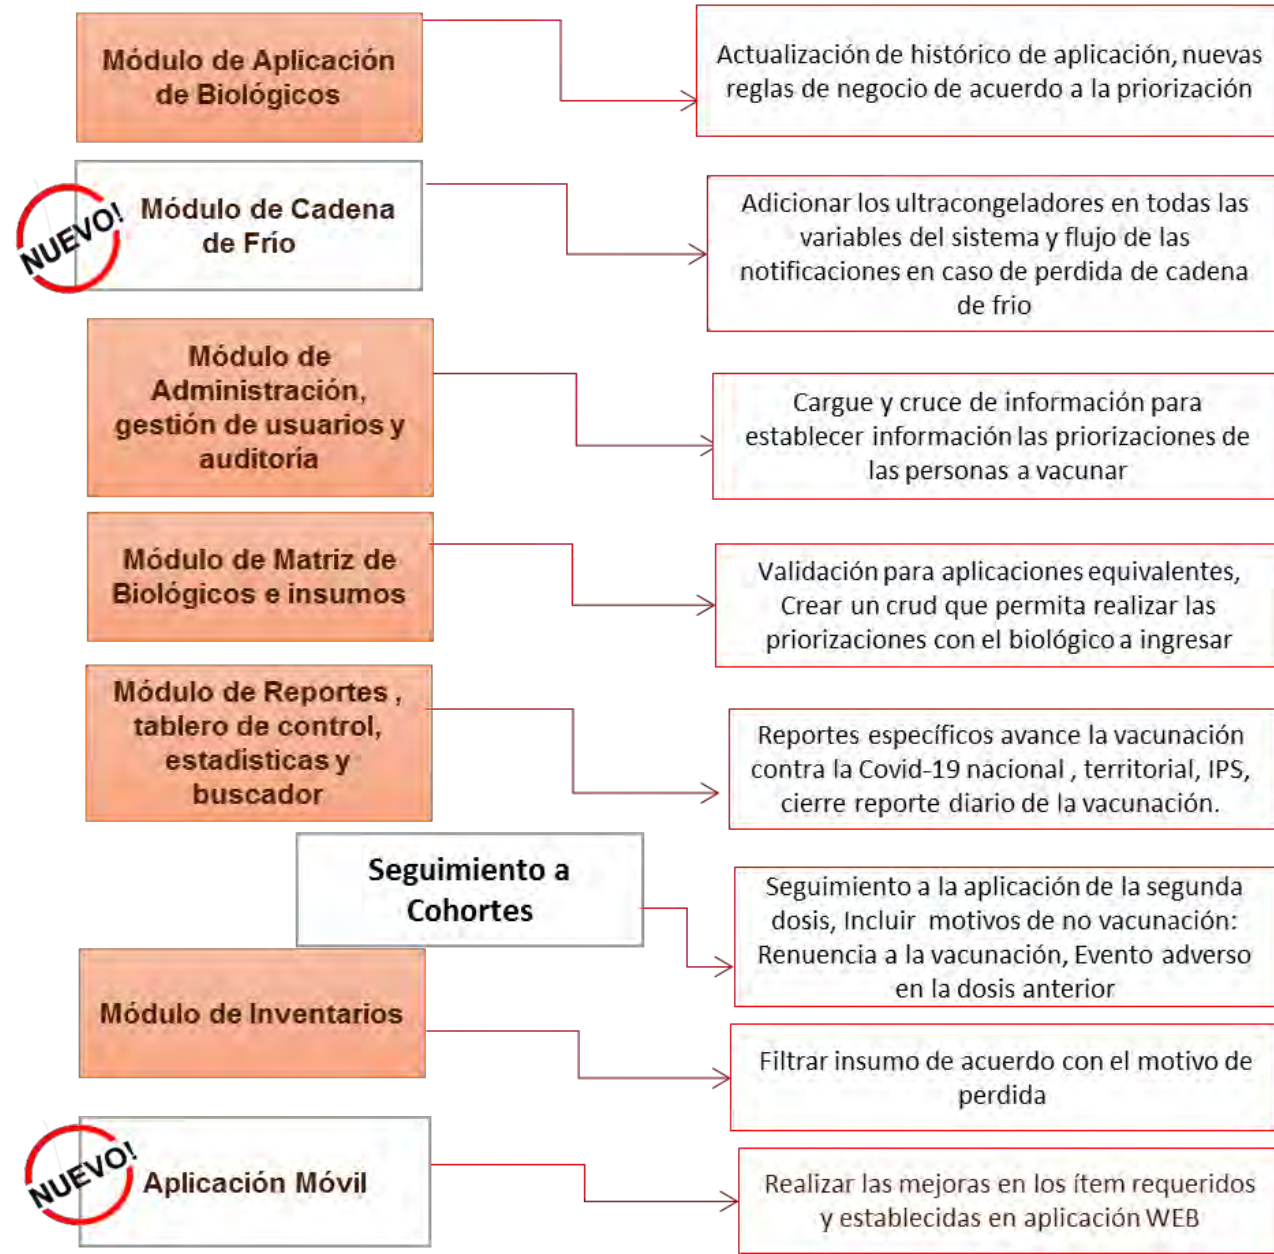 Módulo de Aplicación
de Biológicos
Actualización de histórico de aplicación, nuevas
reglas de negocio de acuerdo a la priorización
NUEVO!
Módulo de Cadena
de Frío
Adicionar los ultracongeladores en todas las
variables del sistema y flujo de las
notificaciones en caso de perdida de cadena
de frio
Módulo de
Administración,
gestión de usuarios y
auditoría
Cargue y cruce de información para
establecer información las priorizaciones de
las personas a vacunar
Módulo de Matriz de
Biológicos e insumos
Validación para aplicaciones equivalentes,
Crear un crud que permita realizar las
priorizaciones con el biológico a ingresar
Módulo de Reportes ,
tablero de control,
estadisticas y
buscador
Reportes específicos avance la vacunación
contra la Covid-19 nacional , territorial, IPS,
cierre reporte diario de la vacunación.
Seguimiento a
Cohortes
Seguimiento a la aplicación de la segunda
dosis, Incluir motivos de no vacunación:
Renuencia a la vacunación, Evento adverso
en la dosis anterior
Módulo de Inventarios
Filtrar insumo de acuerdo con el motivo de
perdida
NUEVO!
Aplicación Móvil
Realizar las mejoras en los ítem requeridos
y establecidas en aplicación WEB